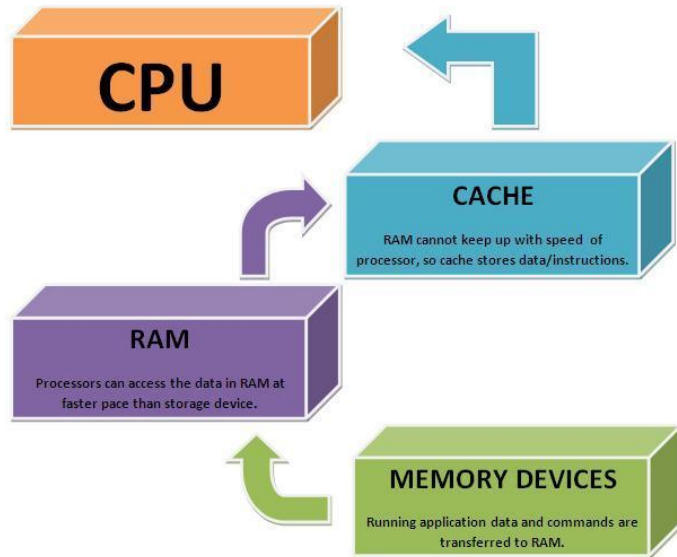 CPU
CACHE
RAM cannot keep up with speed of
processor, so cache stores data/instructions.
RAM
Processors can access the data in RAM at
faster pace than storage device.
MEMORY DEVICES
Running application data and commands are
transferred to RAM.